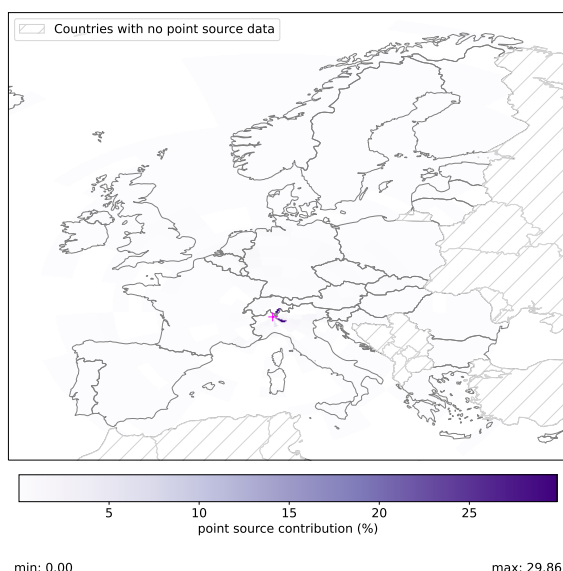 Countries with no point source data
5 10 15 20 25
point source contribution (%)
min: 0.00 max: 29.86